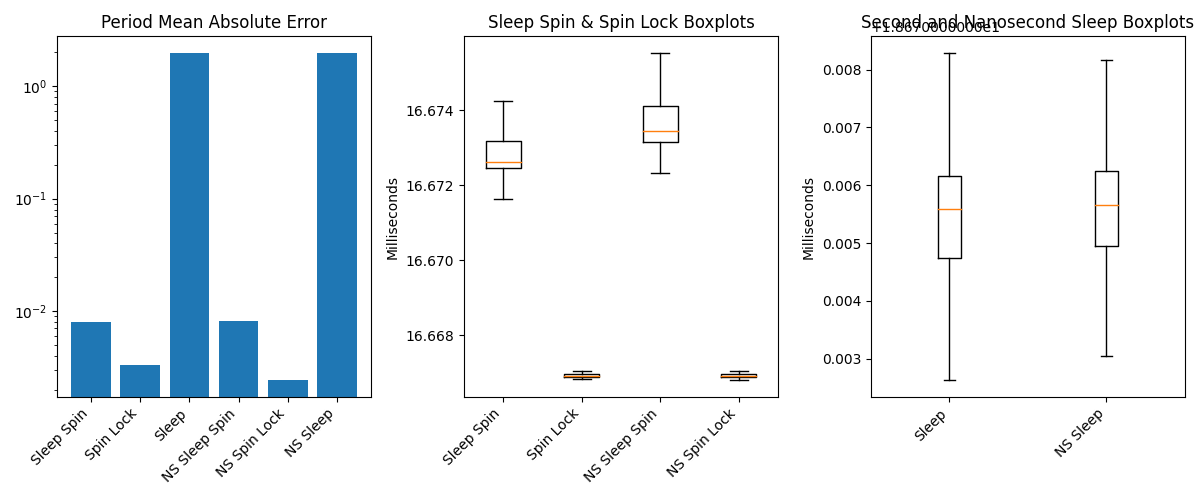 Period Mean Absolute Error
10⁰
10⁻¹
10⁻²
Sleep Spin
Spin Lock
Sleep
NS Sleep Spin
NS Spin Lock
NS Sleep
Sleep Spin & Spin Lock Boxplots
Milliseconds
16.674
16.672
16.670
16.668
Sleep Spin
Spin Lock
NS Sleep Spin
NS Spin Lock
Second and Nanosecond Sleep Boxplots
+1.8670000000e1
Milliseconds
0.008
0.007
0.006
0.005
0.004
0.003
Sleep
NS Sleep